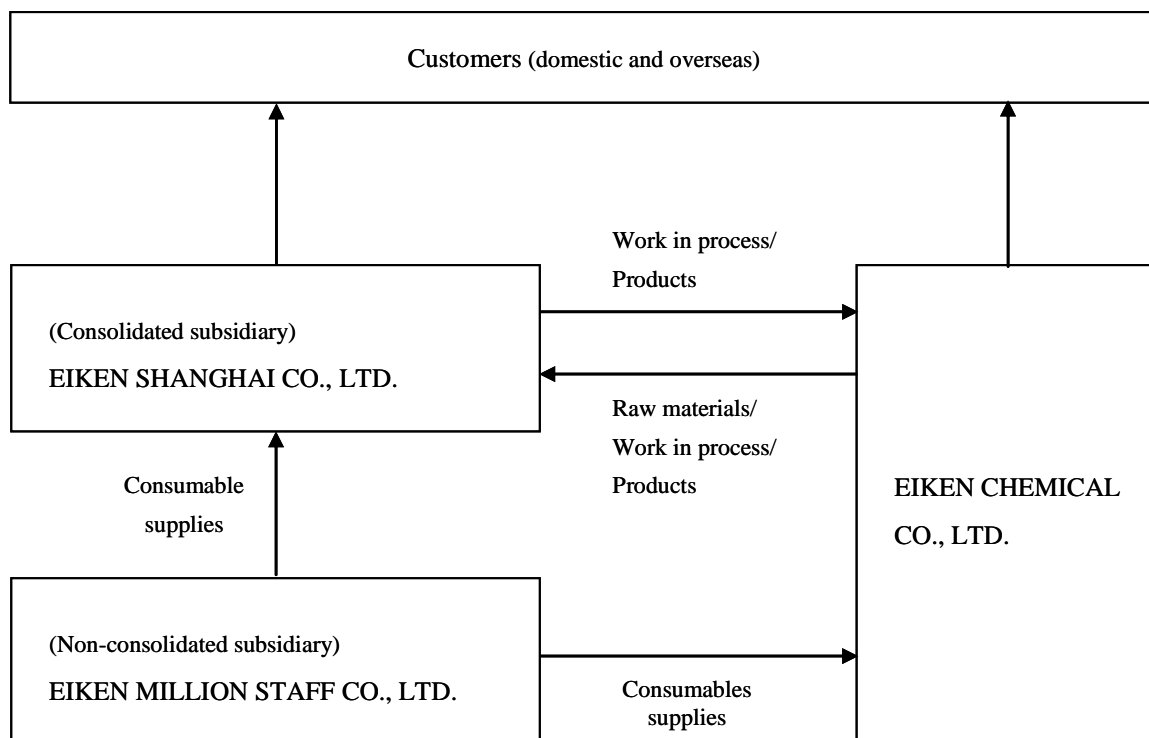 Customers (domestic and overseas)
Work in process/
Products
(Consolidated subsidiary)
EIKEN SHANGHAI CO., LTD.
Raw materials/
Work in process/
Products
Consumable
supplies
EIKEN CHEMICAL
CO., LTD.
(Non-consolidated subsidiary)
EIKEN MILLION STAFF CO., LTD.
Consumables
supplies